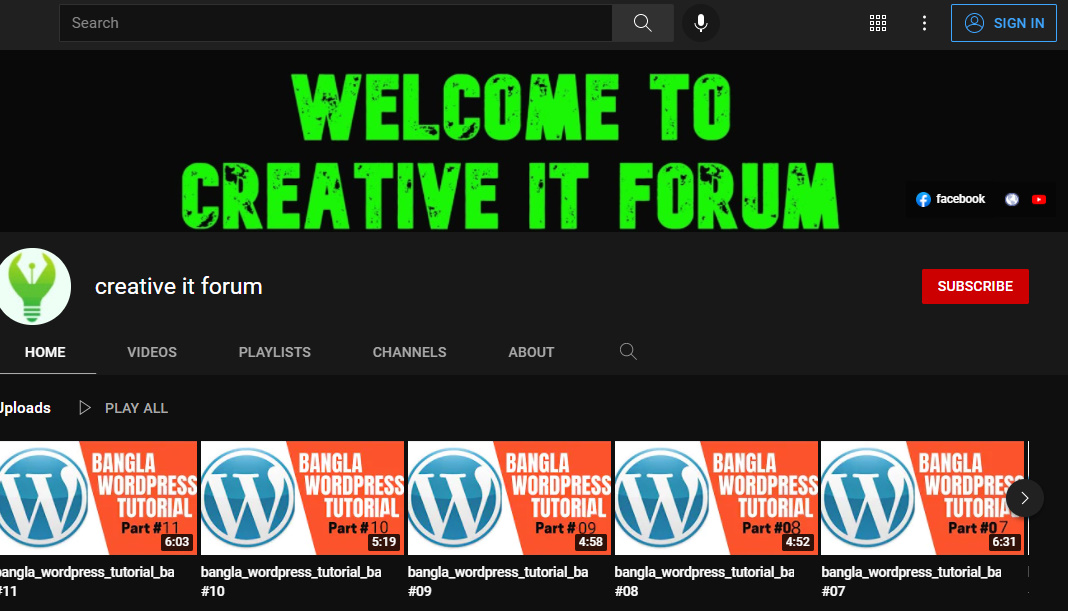 Search
SIGN IN
WELCOME TO
CREATIVE IT FORUM
facebook
creative it forum
SUBSCRIBE
HOME VIDEOS PLAYLISTS CHANNELS ABOUT
Uploads PLAY ALL
BANGLA
WORDPRESS
TUTORIAL
Part #11
6:03
BANGLA
WORDPRESS
TUTORIAL
Part #10
5:19
BANGLA
WORDPRESS
TUTORIAL
Part #09
4:58
BANGLA
WORDPRESS
TUTORIAL
Part #08
4:52
BANGLA
WORDPRESS
TUTORIAL
Part #07
6:31
bangla_wordpress_tutorial_ba
#11
bangla_wordpress_tutorial_ba
#10
bangla_wordpress_tutorial_ba
#09
bangla_wordpress_tutorial_ba
#08
bangla_wordpress_tutorial_ba
#07